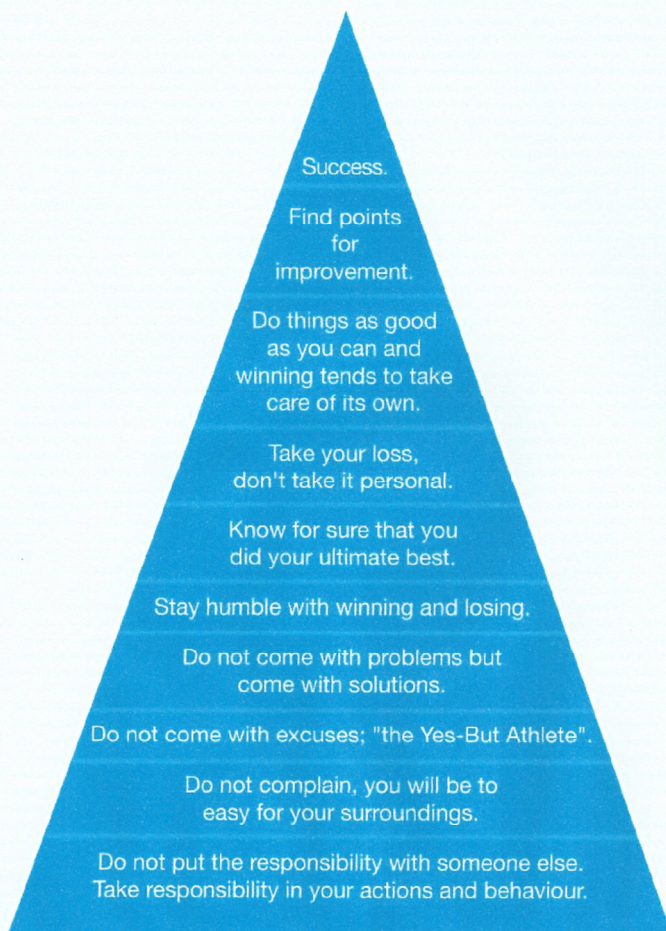 Success.
Find points
for
improvement.
Do things as good
as you can and
winning tends to take
care of its own.
Take your loss,
don't take it personal.
Know for sure that you
did your ultimate best.
Stay humble with winning and losing.
Do not come with problems but
come with solutions.
Do not come with excuses; "the Yes-But Athlete".
Do not complain, you will be to
easy for your surroundings.
Do not put the responsibility with someone else.
Take responsibility in your actions and behaviour.